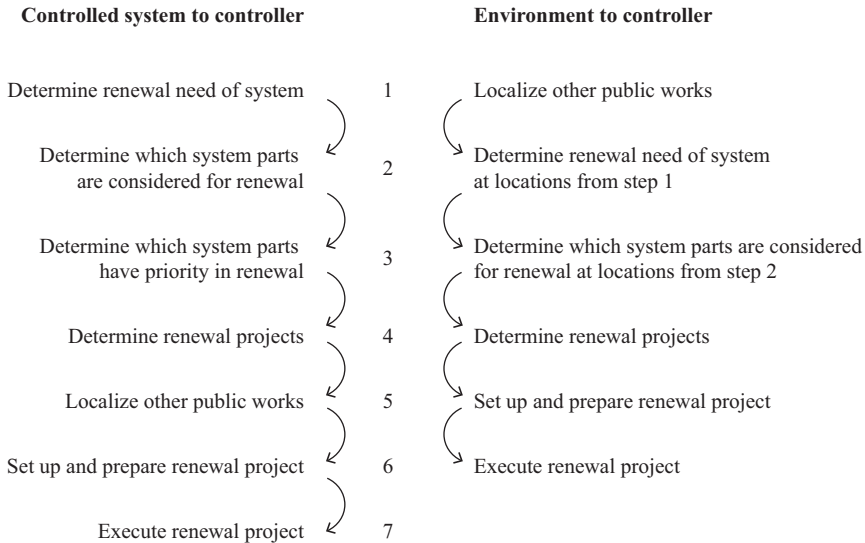 Controlled system to controller
Environment to controller
Determine renewal need of system
1
Localize other public works
Determine which system parts
are considered for renewal
2
Determine renewal need of system
at locations from step 1
Determine which system parts
have priority in renewal
3
Determine which system parts are considered
for renewal at locations from step 2
Determine renewal projects
4
Determine renewal projects
Localize other public works
5
Set up and prepare renewal project
Set up and prepare renewal project
6
Execute renewal project
Execute renewal project
7